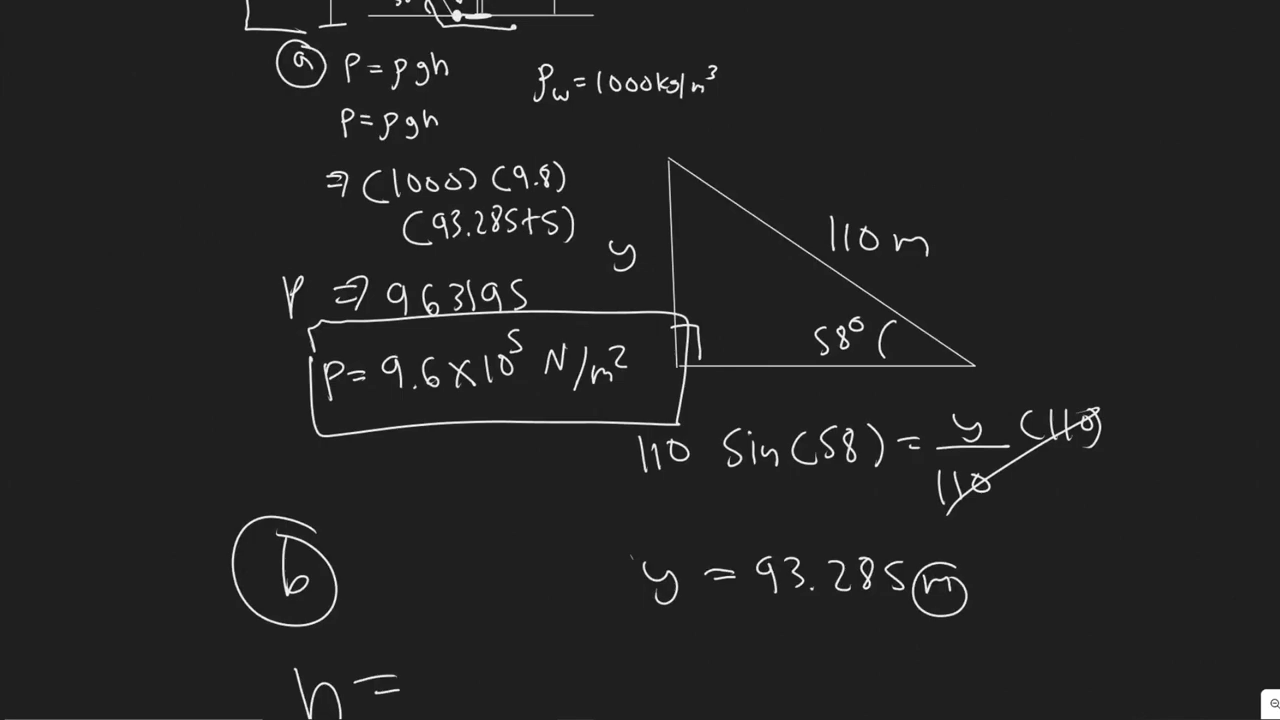 a P = ρgh
ρw = 1000kg/m³
P = ρgh
⇒ (1000) (9.8)
(93.285+5)
y
110 m
P ⇒ 963195
58°
P = 9.6×10⁵ N/m²
110 sin(58) = y/110 (110)
b
y = 93.285 m
h =